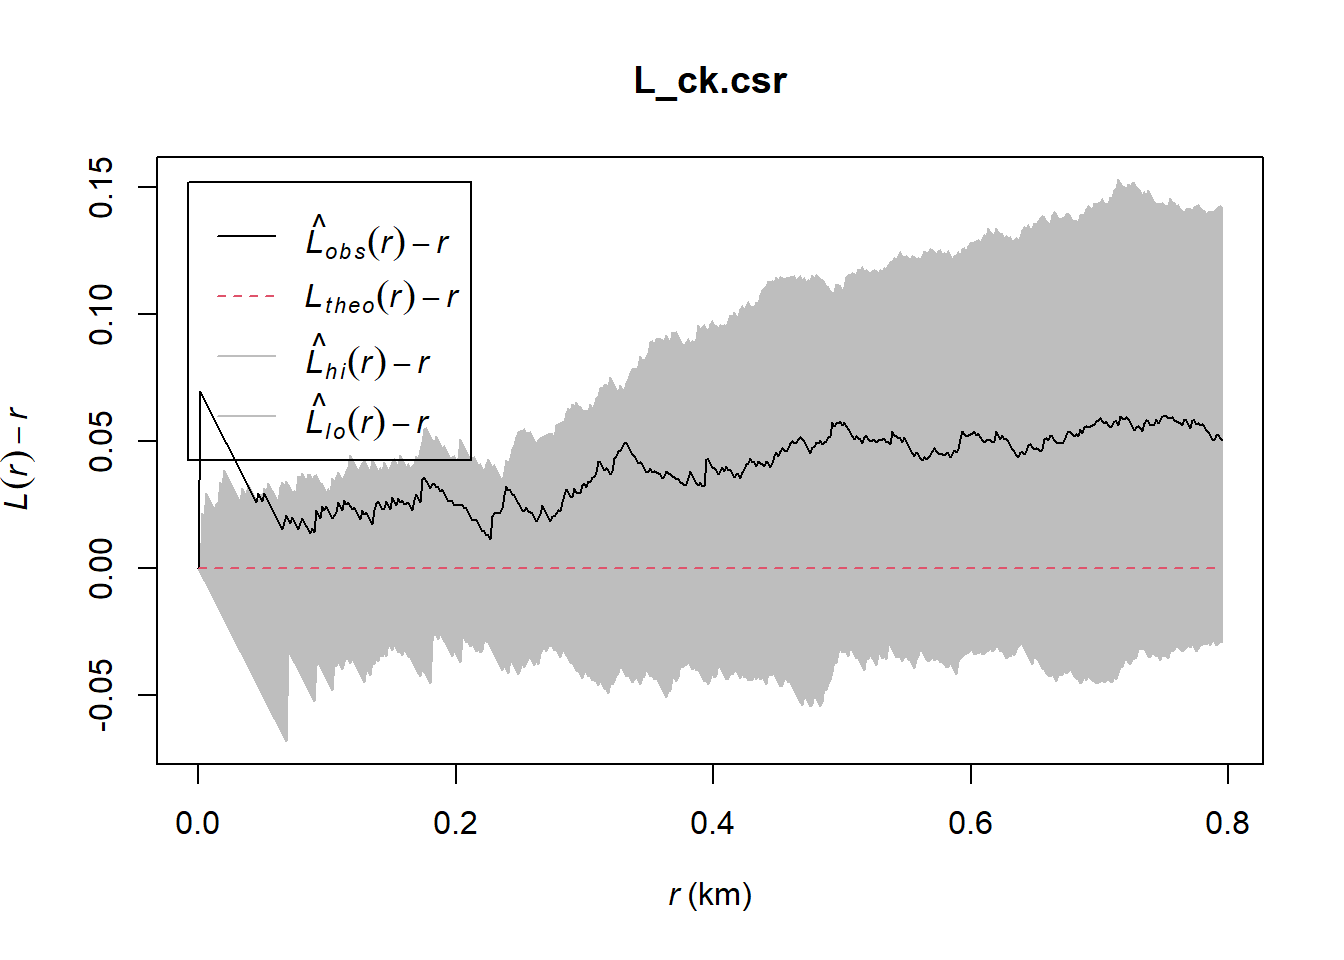 L_ck.csr
L(r) − r
0.15
0.10
0.05
0.00
-0.05
L̂obs(r) − r
Ltheo(r) − r
L̂hi(r) − r
L̂lo(r) − r
0.0 0.2 0.4 0.6 0.8
r (km)